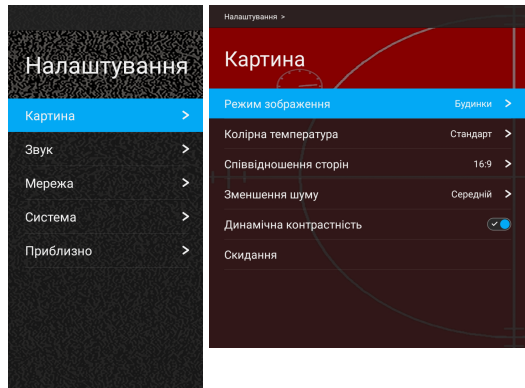 Налаштування
Картина
Звук
Мережа
Система
Приблизно
Налаштування >
Картина
Режим зображення Будинки
Колірна температура Стандарт
Співвідношення сторін 16:9
Зменшення шуму Середній
Динамічна контрастність
Скидання